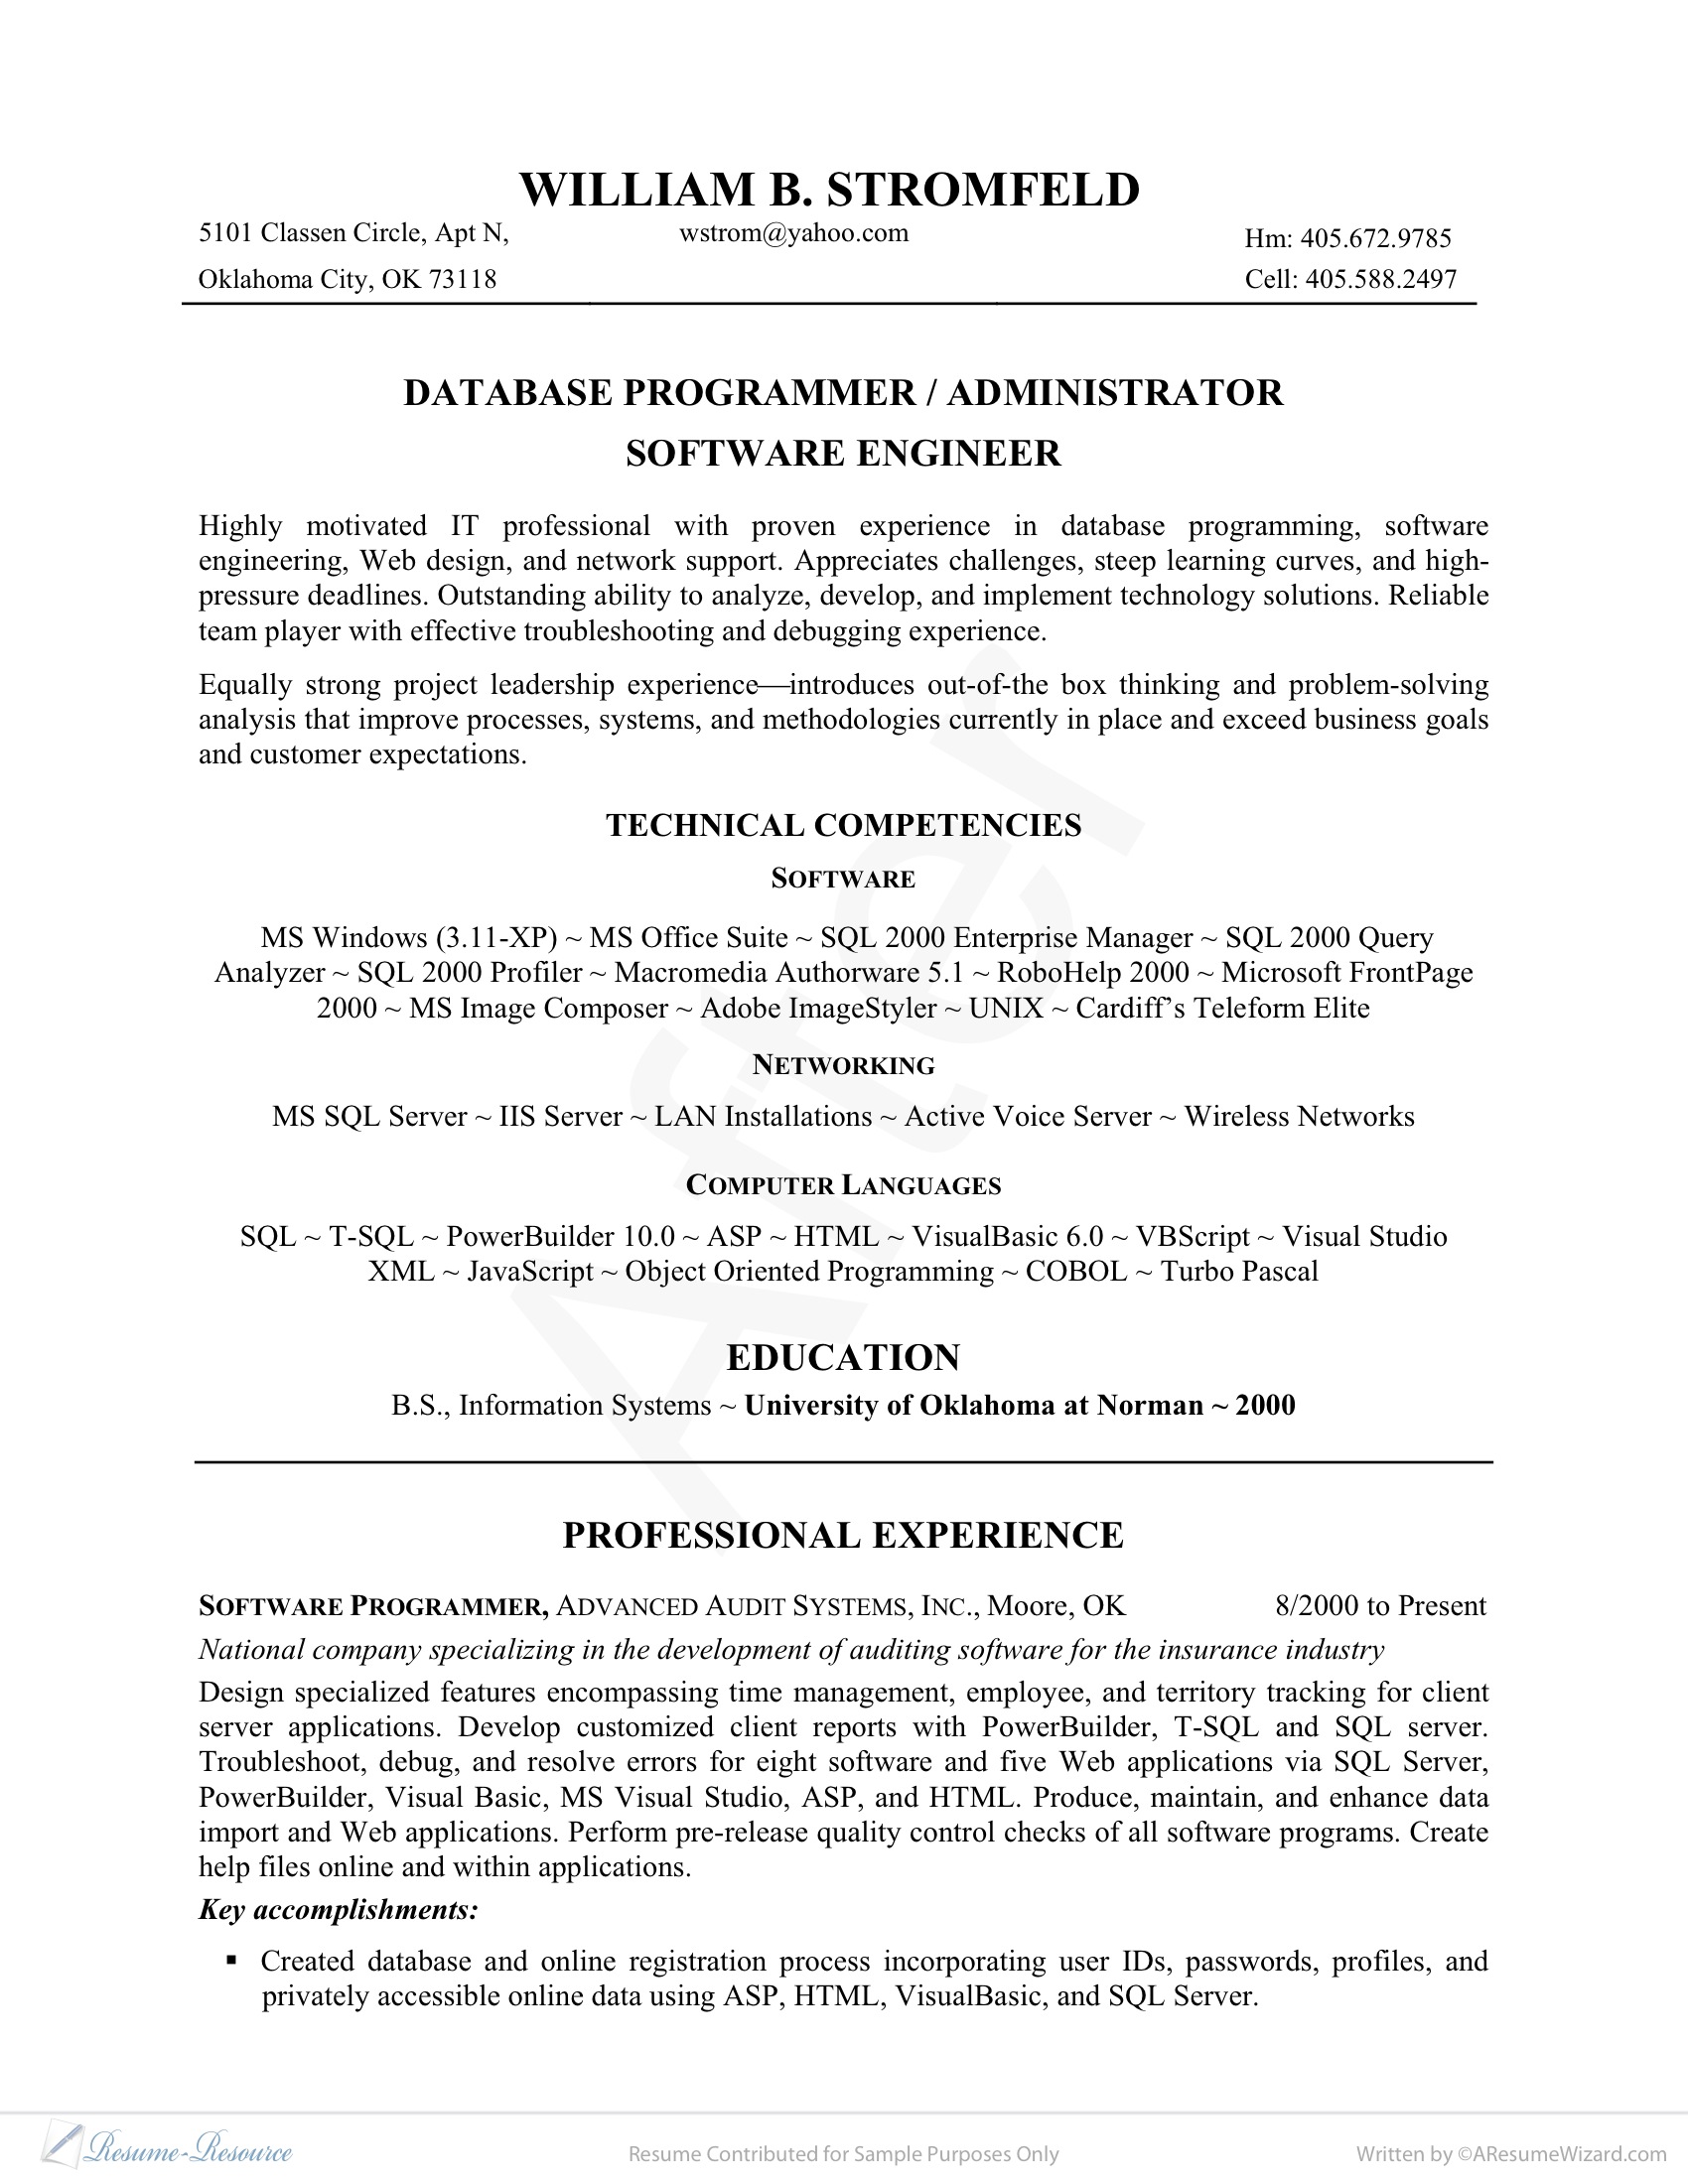 WILLIAM B. STROMFELD
5101 Classen Circle, Apt N, wstrom@yahoo.com Hm: 405.672.9785
Oklahoma City, OK 73118 Cell: 405.588.2497
DATABASE PROGRAMMER / ADMINISTRATOR
SOFTWARE ENGINEER
Highly motivated IT professional with proven experience in database programming, software
engineering, Web design, and network support. Appreciates challenges, steep learning curves, and high-
pressure deadlines. Outstanding ability to analyze, develop, and implement technology solutions. Reliable
team player with effective troubleshooting and debugging experience.
Equally strong project leadership experience—introduces out-of-the box thinking and problem-solving
analysis that improve processes, systems, and methodologies currently in place and exceed business goals
and customer expectations.
TECHNICAL COMPETENCIES
SOFTWARE
MS Windows (3.11-XP) ~ MS Office Suite ~ SQL 2000 Enterprise Manager ~ SQL 2000 Query
Analyzer ~ SQL 2000 Profiler ~ Macromedia Authorware 5.1 ~ RoboHelp 2000 ~ Microsoft FrontPage
2000 ~ MS Image Composer ~ Adobe ImageStyler ~ UNIX ~ Cardiff’s Teleform Elite
NETWORKING
MS SQL Server ~ IIS Server ~ LAN Installations ~ Active Voice Server ~ Wireless Networks
COMPUTER LANGUAGES
SQL ~ T-SQL ~ PowerBuilder 10.0 ~ ASP ~ HTML ~ VisualBasic 6.0 ~ VBScript ~ Visual Studio
XML ~ JavaScript ~ Object Oriented Programming ~ COBOL ~ Turbo Pascal
EDUCATION
B.S., Information Systems ~ University of Oklahoma at Norman ~ 2000
PROFESSIONAL EXPERIENCE
SOFTWARE PROGRAMMER, ADVANCED AUDIT SYSTEMS, INC., Moore, OK 8/2000 to Present
National company specializing in the development of auditing software for the insurance industry
Design specialized features encompassing time management, employee, and territory tracking for client
server applications. Develop customized client reports with PowerBuilder, T-SQL and SQL server.
Troubleshoot, debug, and resolve errors for eight software and five Web applications via SQL Server,
PowerBuilder, Visual Basic, MS Visual Studio, ASP, and HTML. Produce, maintain, and enhance data
import and Web applications. Perform pre-release quality control checks of all software programs. Create
help files online and within applications.
Key accomplishments:
▪ Created database and online registration process incorporating user IDs, passwords, profiles, and
privately accessible online data using ASP, HTML, VisualBasic, and SQL Server.
After
Resume-Resource Resume Contributed for Sample Purposes Only Written by ©AResumeWizard.com